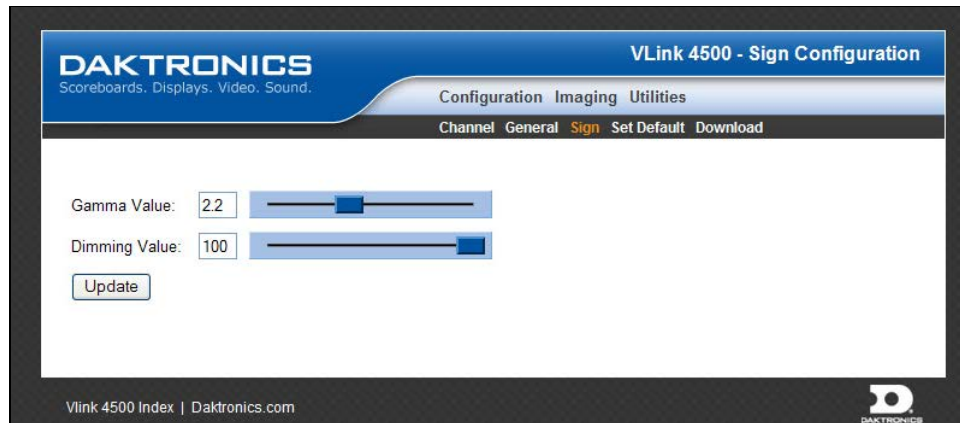 DAKTRONICS
Scoreboards. Displays. Video. Sound.
VLink 4500 - Sign Configuration
Configuration Imaging Utilities
Channel General Sign Set Default Download
Gamma Value: 2.2
Dimming Value: 100
Update
Vlink 4500 Index | Daktronics.com
DAKTRONICS